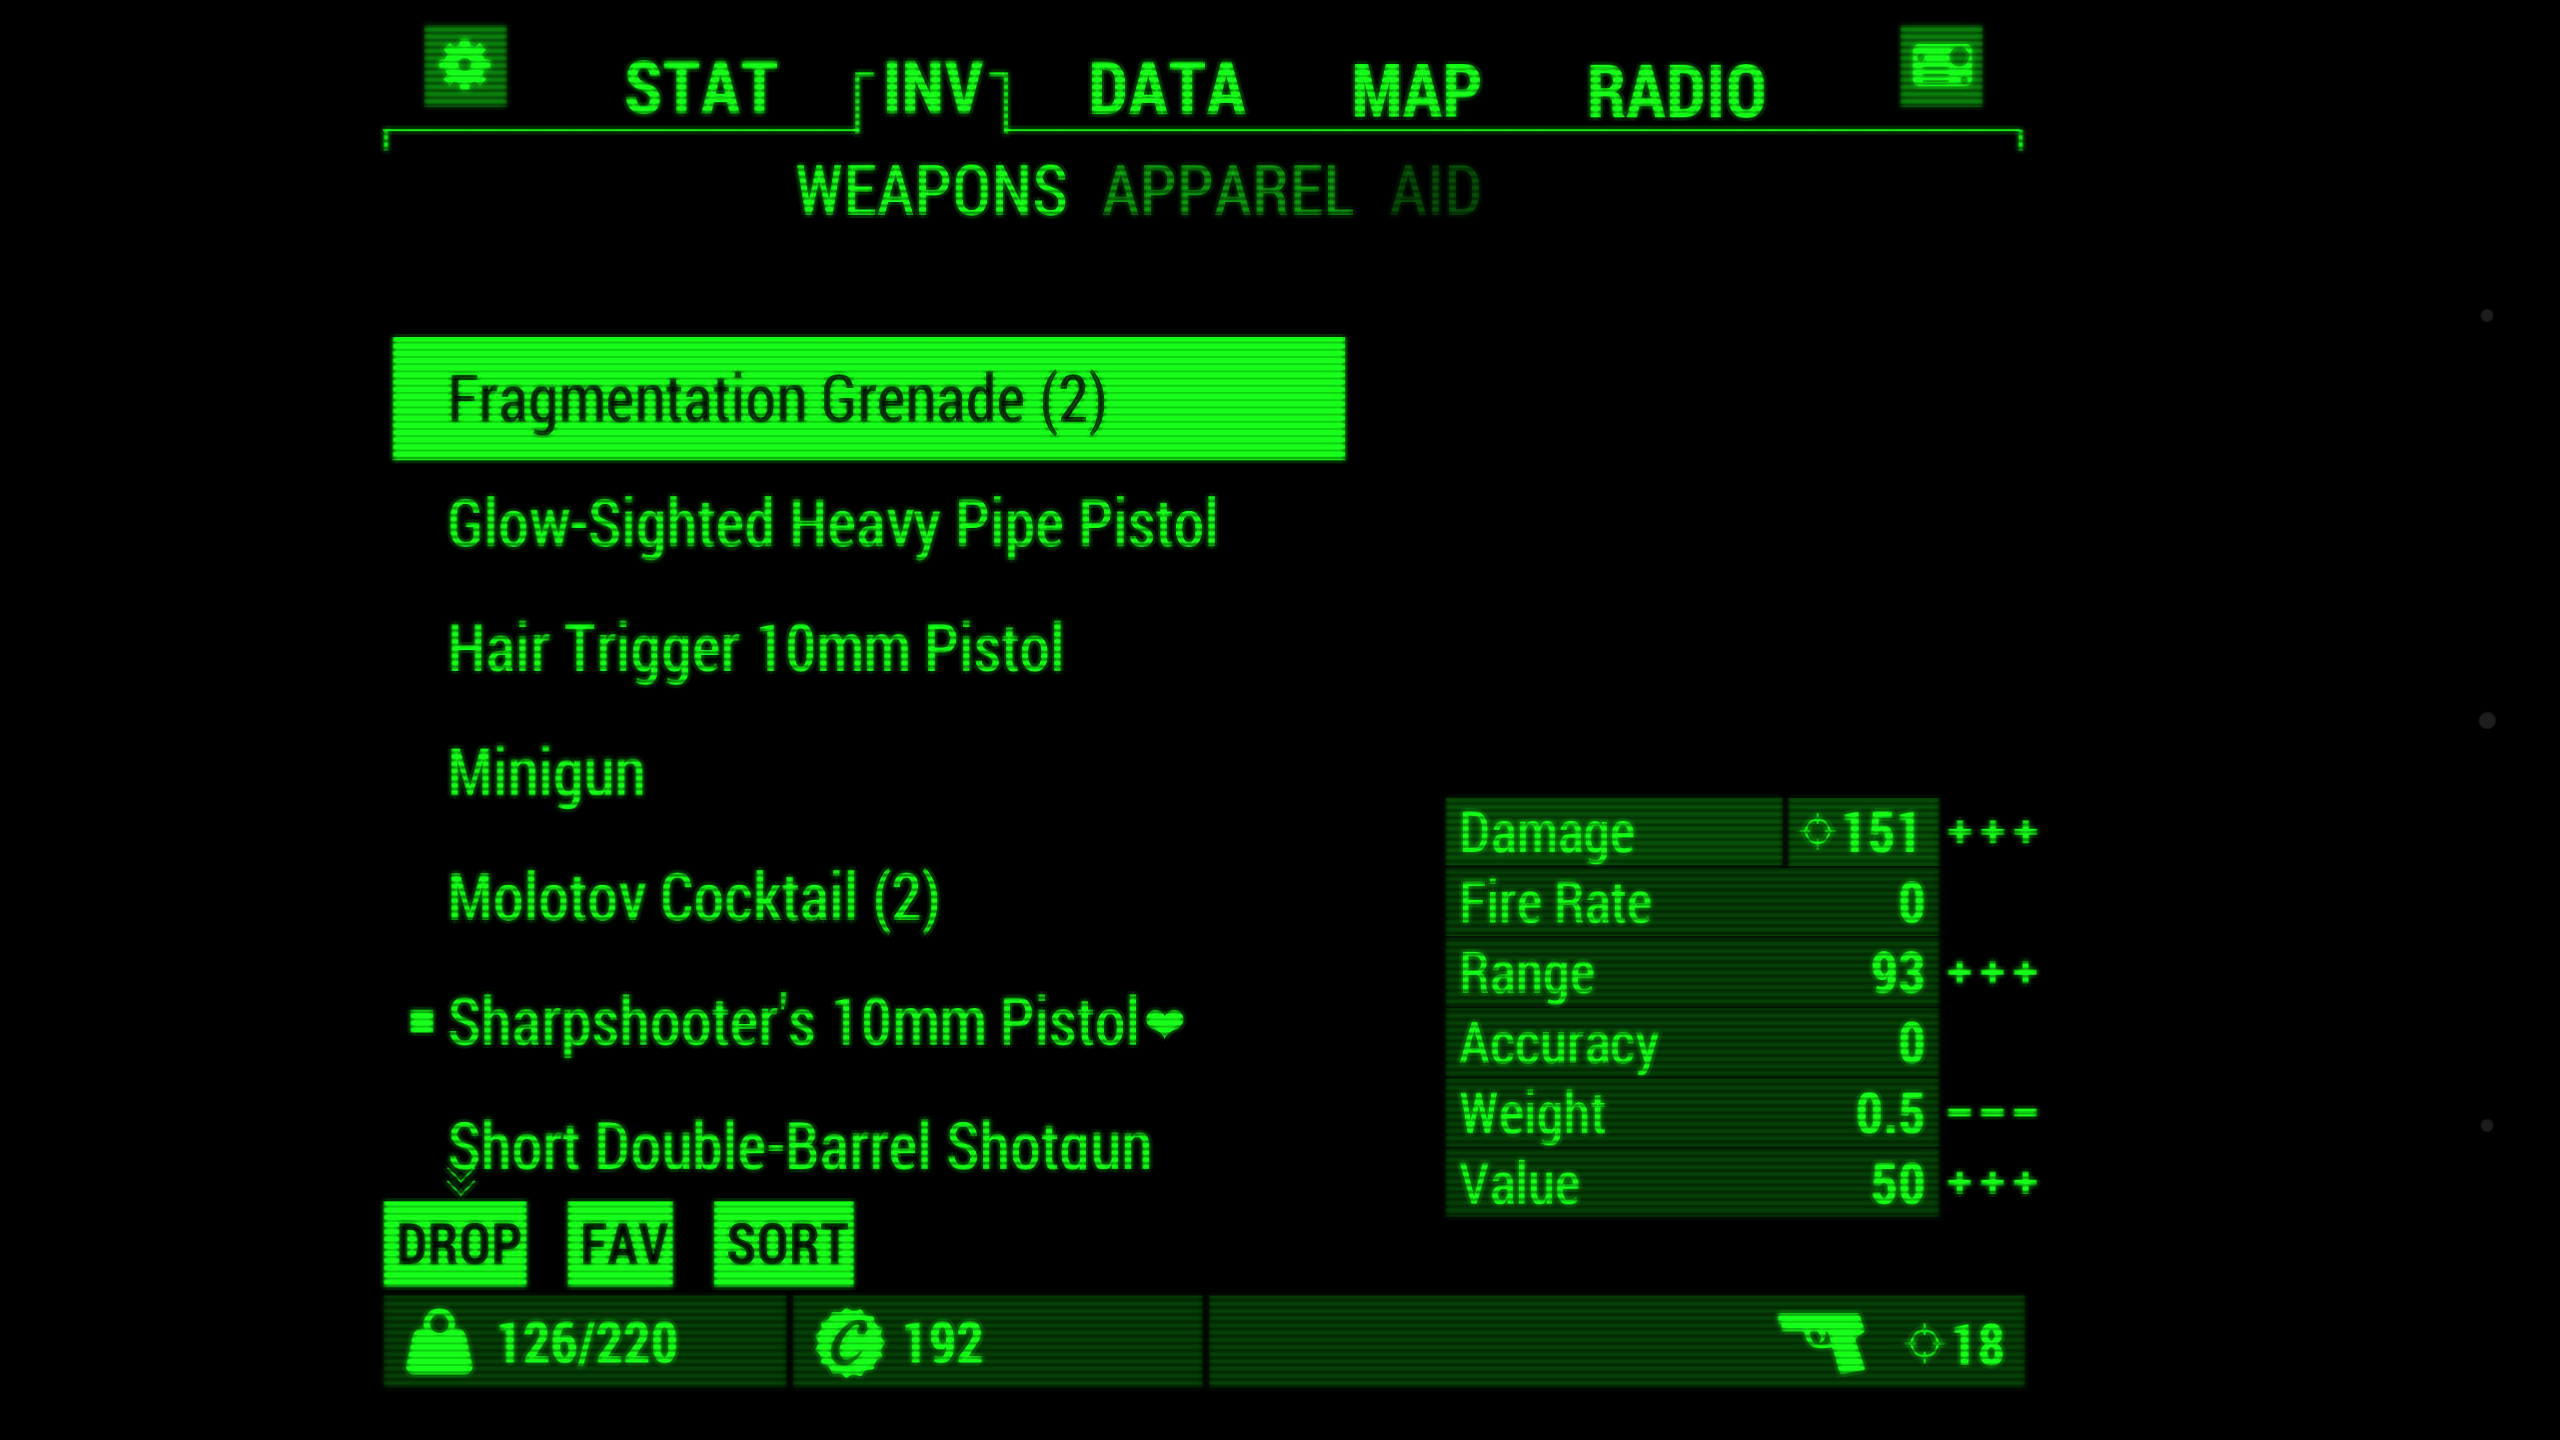 STAT INV DATA MAP RADIO
WEAPONS APPAREL AID
Fragmentation Grenade (2)
Glow-Sighted Heavy Pipe Pistol
Hair Trigger 10mm Pistol
Minigun
Molotov Cocktail (2)
Sharpshooter's 10mm Pistol❤
Short Double-Barrel Shotgun
Damage 151 +++
Fire Rate 0
Range 93 +++
Accuracy 0
Weight 0.5 ---
Value 50 +++
DROP FAV SORT
126/220 192 18